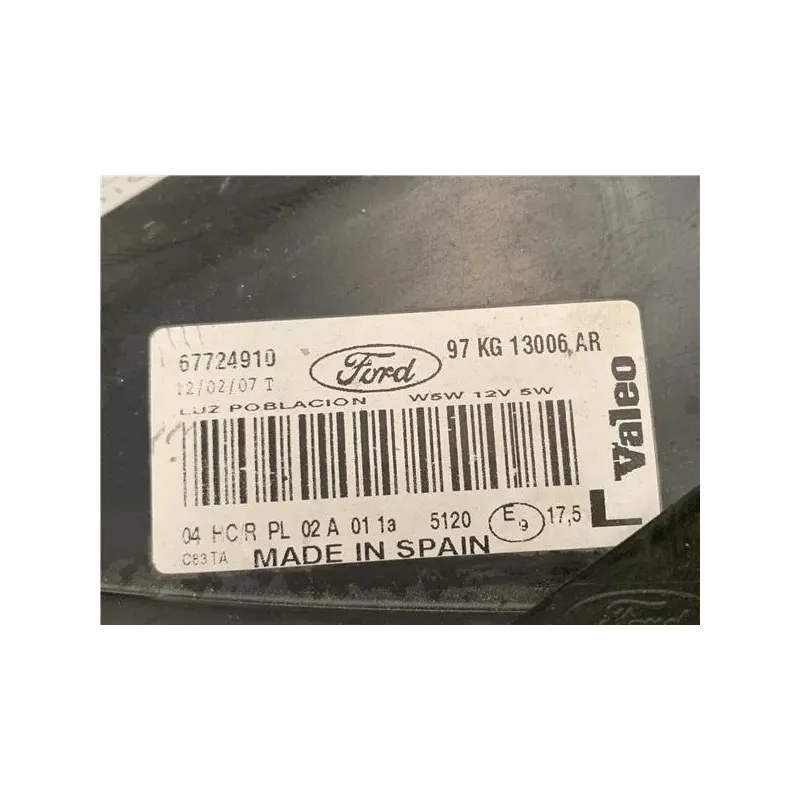 67724910
Ford
97 KG 13006 AR
12/02/07 T
LUZ POBLACION W5W 12V 5W
Valeo
04 HC/R PL 02 A 01 1a 5120 E9 17,5 L
C83TA MADE IN SPAIN
Ford